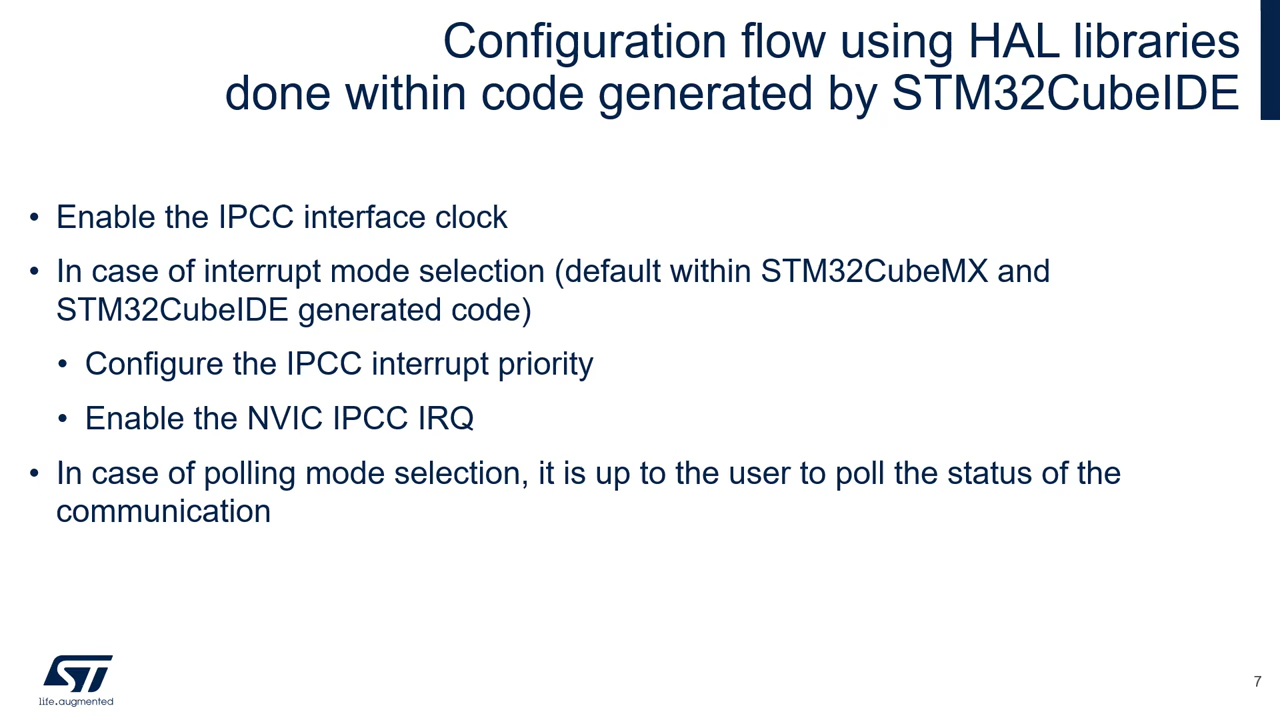 Configuration flow using HAL libraries
done within code generated by STM32CubeIDE
• Enable the IPCC interface clock
• In case of interrupt mode selection (default within STM32CubeMX and
STM32CubeIDE generated code)
• Configure the IPCC interrupt priority
• Enable the NVIC IPCC IRQ
• In case of polling mode selection, it is up to the user to poll the status of the
communication
ST
life.augmented
7